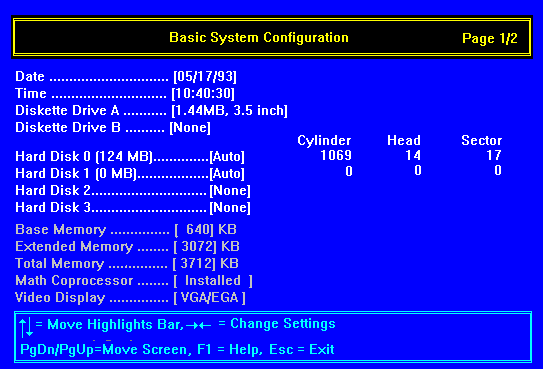 Basic System Configuration Page 1/2
Date .............................. [05/17/93]
Time ............................. [10:40:30]
Diskette Drive A ........... [1.44MB, 3.5 inch]
Diskette Drive B .......... [None]
Cylinder Head Sector
Hard Disk 0 (124 MB)..............[Auto] 1069 14 17
Hard Disk 1 (0 MB)..................[Auto] 0 0 0
Hard Disk 2.............................[None]
Hard Disk 3.............................[None]
Base Memory ............... [ 640] KB
Extended Memory ........ [ 3072] KB
Total Memory ............... [ 3712] KB
Math Coprocessor ........ [ Installed ]
Video Display ............... [ VGA/EGA ]
↑↓ = Move Highlights Bar, →← = Change Settings
PgDn/PgUp=Move Screen, F1 = Help, Esc = Exit